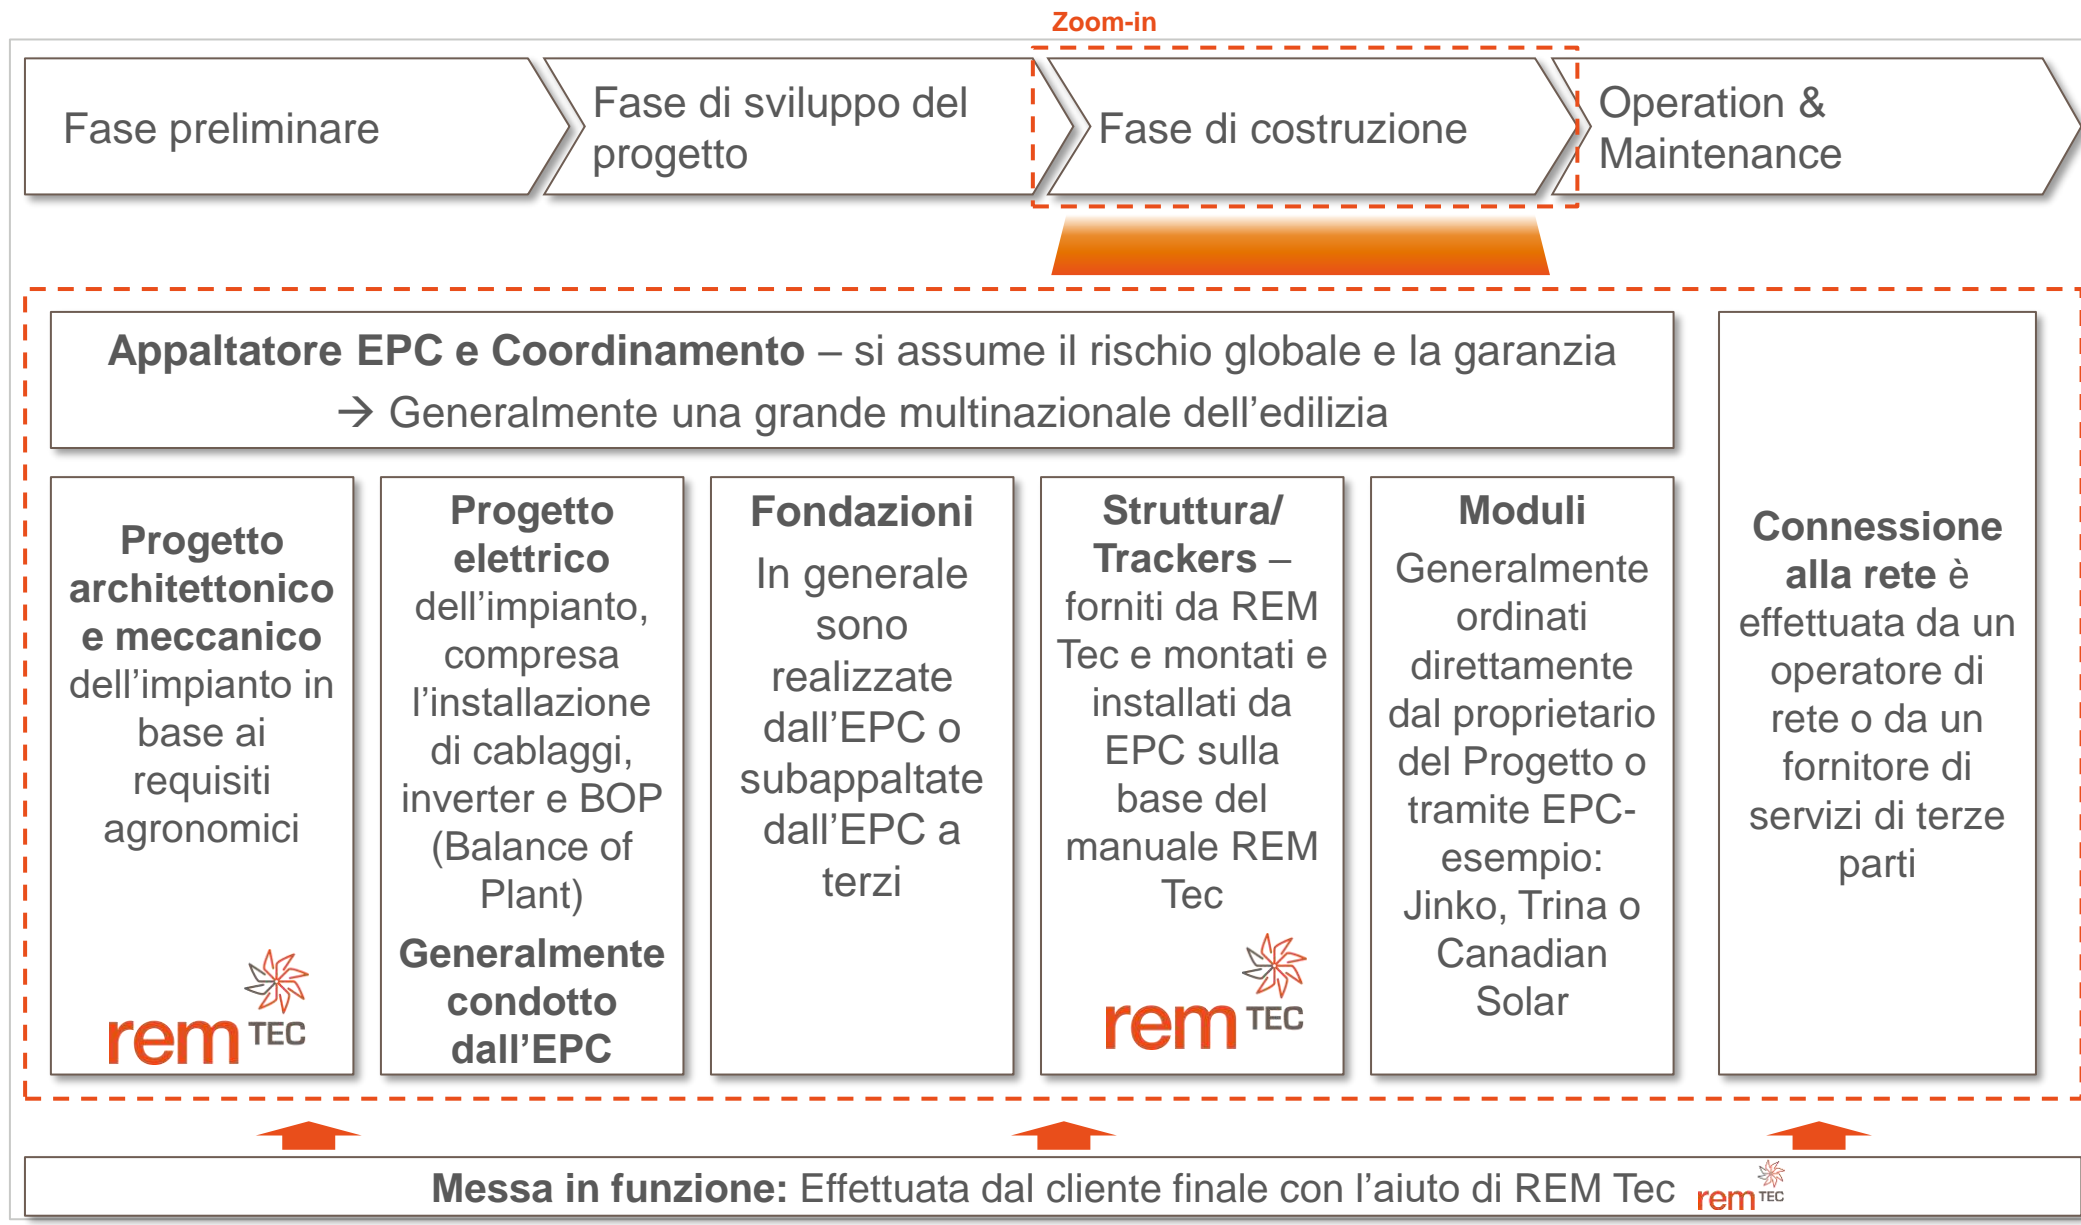 Zoom-in
Fase preliminare
Fase di sviluppo del
progetto
Fase di costruzione
Operation &
Maintenance
Appaltatore EPC e Coordinamento – si assume il rischio globale e la garanzia
→ Generalmente una grande multinazionale dell’edilizia
Progetto
architettonico
e meccanico
dell’impianto in
base ai
requisiti
agronomici
rem TEC
Progetto
elettrico
dell’impianto,
compresa
l’installazione
di cablaggi,
inverter e BOP
(Balance of
Plant)
Generalmente
condotto
dall’EPC
Fondazioni
In generale
sono
realizzate
dall’EPC o
subappaltate
dall’EPC a
terzi
Struttura/
Trackers –
forniti da REM
Tec e montati e
installati da
EPC sulla
base del
manuale REM
Tec
rem TEC
Moduli
Generalmente
ordinati
direttamente
dal proprietario
del Progetto o
tramite EPC-
esempio:
Jinko, Trina o
Canadian
Solar
Connessione
alla rete è
effettuata da un
operatore di
rete o da un
fornitore di
servizi di terze
parti
Messa in funzione: Effettuata dal cliente finale con l’aiuto di REM Tec rem TEC